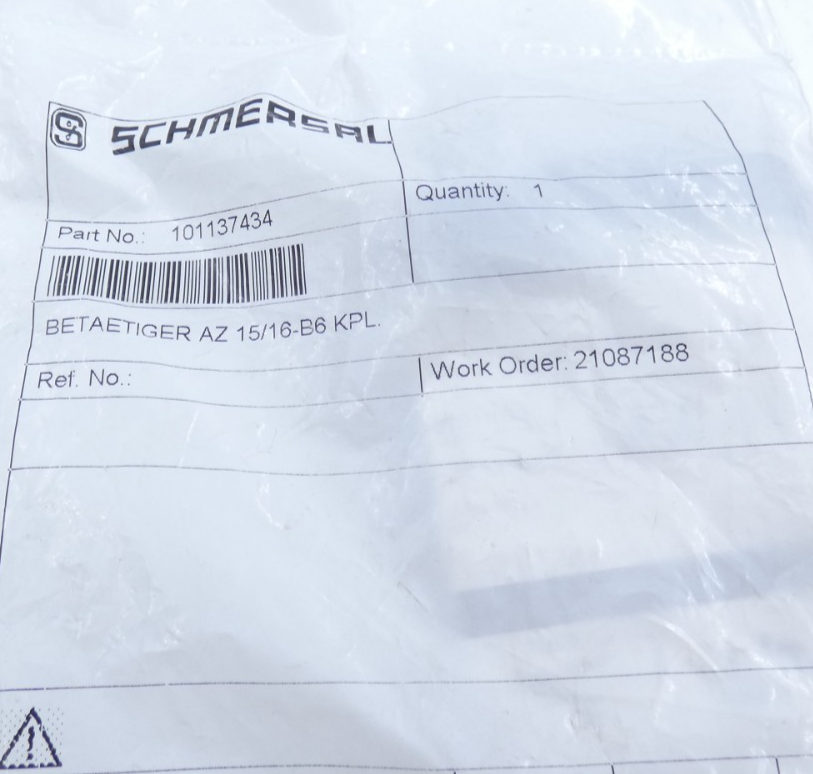 SCHMERSAL
Quantity: 1
Part No.: 101137434
BETAETIGER AZ 15/16-B6 KPL.
Ref. No.:
Work Order: 21087188